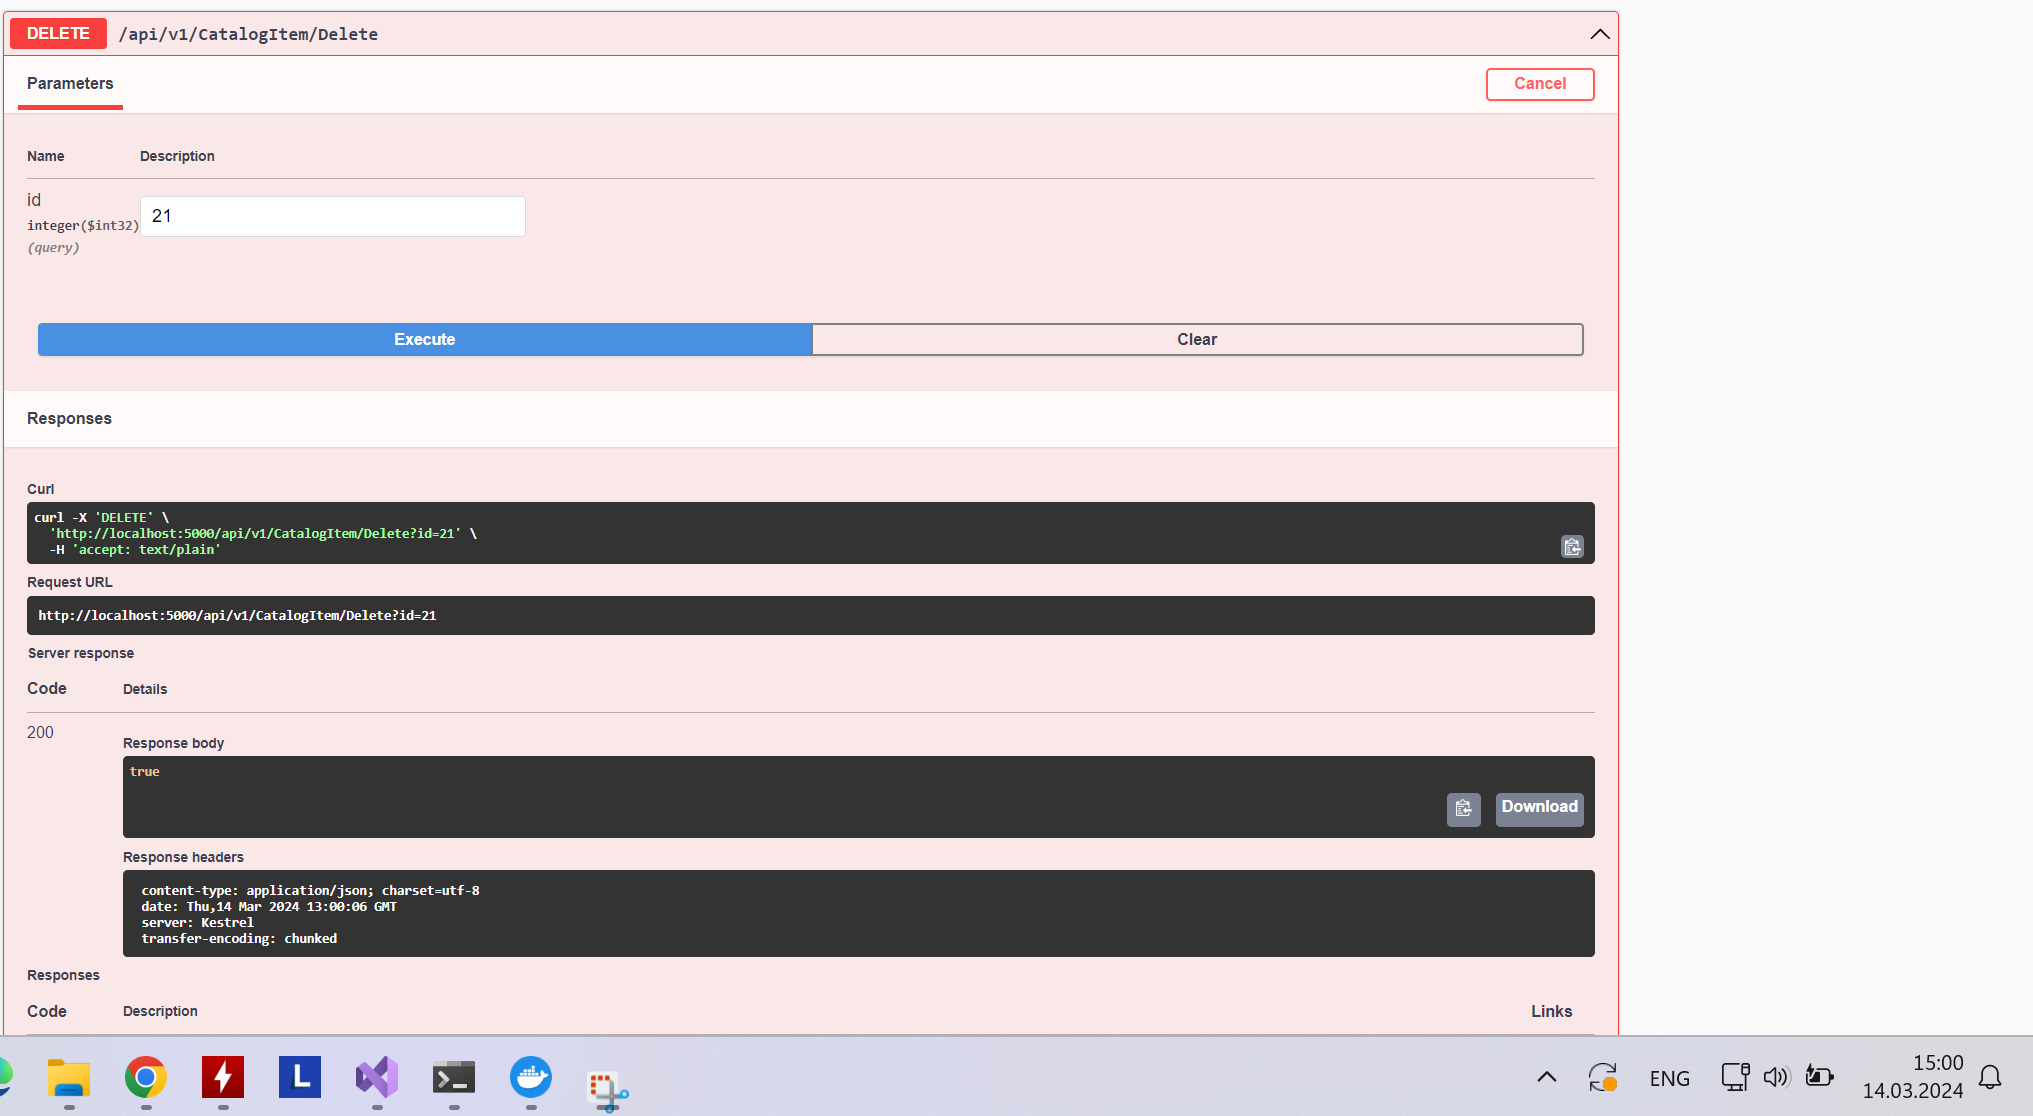 DELETE /api/v1/CatalogItem/Delete
Parameters
Cancel
Name Description
id
integer($int32)
(query)
21
Execute
Clear
Responses
Curl
curl -X 'DELETE' \
'http://localhost:5000/api/v1/CatalogItem/Delete?id=21' \
-H 'accept: text/plain'
Request URL
http://localhost:5000/api/v1/CatalogItem/Delete?id=21
Server response
Code Details
200
Response body
true
Download
Response headers
content-type: application/json; charset=utf-8
date: Thu,14 Mar 2024 13:00:06 GMT
server: Kestrel
transfer-encoding: chunked
Responses
Code Description Links
L
ENG
15:00
14.03.2024